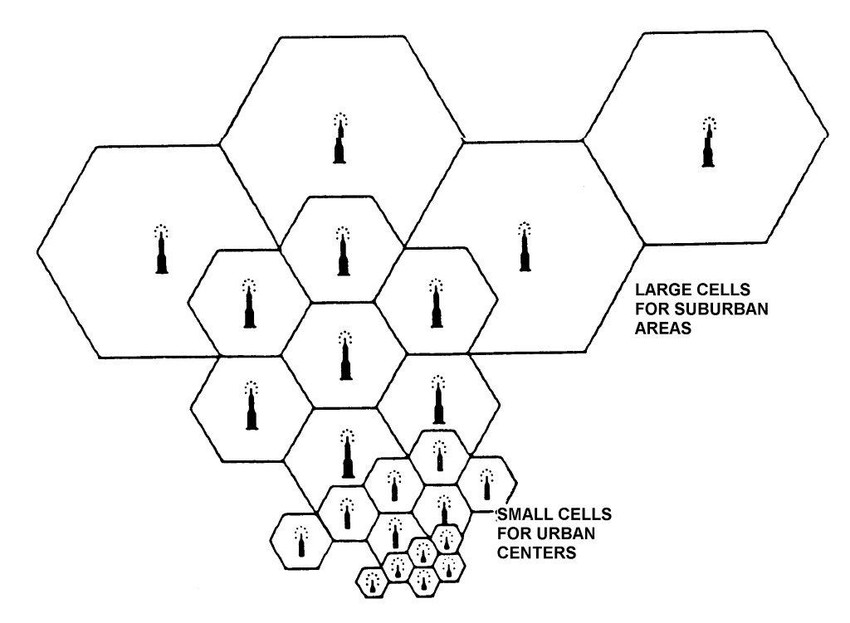 LARGE CELLS
FOR SUBURBAN
AREAS
SMALL CELLS
FOR URBAN
CENTERS